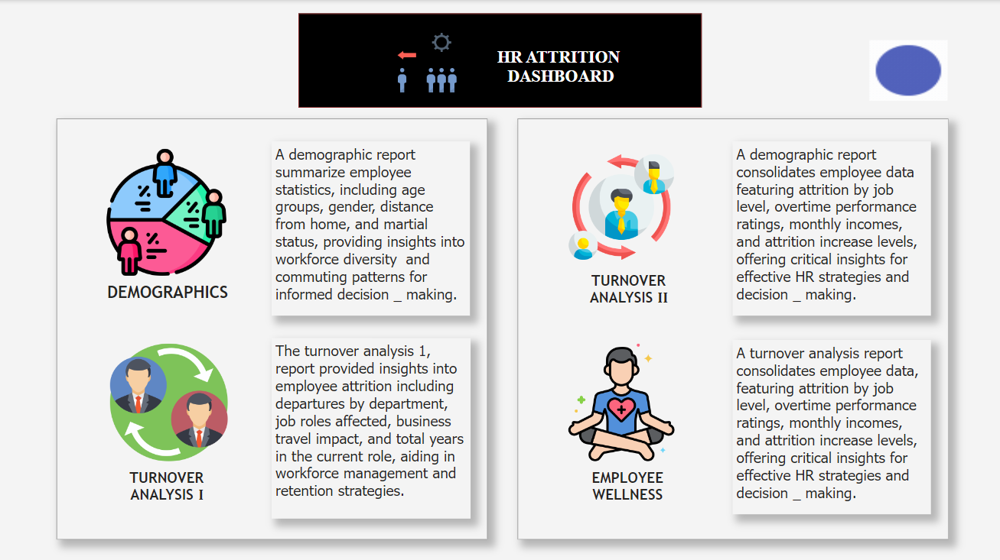 HR ATTRITION
DASHBOARD
A demographic report
summarize employee
statistics, including age
groups, gender, distance
from home, and martial
status, providing insights into
workforce diversity  and
commuting patterns for
informed decision _ making.
DEMOGRAPHICS
The turnover analysis 1,
report provided insights into
employee attrition including
departures by department,
job roles affected, business
travel impact, and total years
in the current role, aiding in
workforce management and
retention strategies.
TURNOVER
ANALYSIS I
A demographic report
consolidates employee data
featuring attrition by job
level, overtime performance
ratings, monthly incomes,
and attrition increase levels,
offering critical insights for
effective HR strategies and
decision _ making.
TURNOVER
ANALYSIS II
A turnover analysis report
consolidates employee data,
featuring attrition by job
level, overtime performance
ratings, monthly incomes,
and attrition increase levels,
offering critical insights for
effective HR strategies and
decision _ making.
EMPLOYEE
WELLNESS